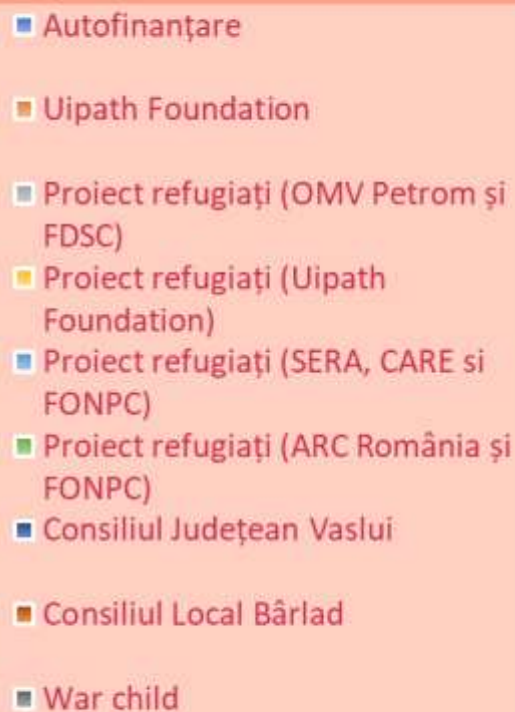 Autofinanțare
Uipath Foundation
Proiect refugiați (OMV Petrom și
FDSC)
Proiect refugiați (Uipath
Foundation)
Proiect refugiați (SERA, CARE si
FONPC)
Proiect refugiați (ARC România și
FONPC)
Consiliul Județean Vaslui
Consiliul Local Bârlad
War child